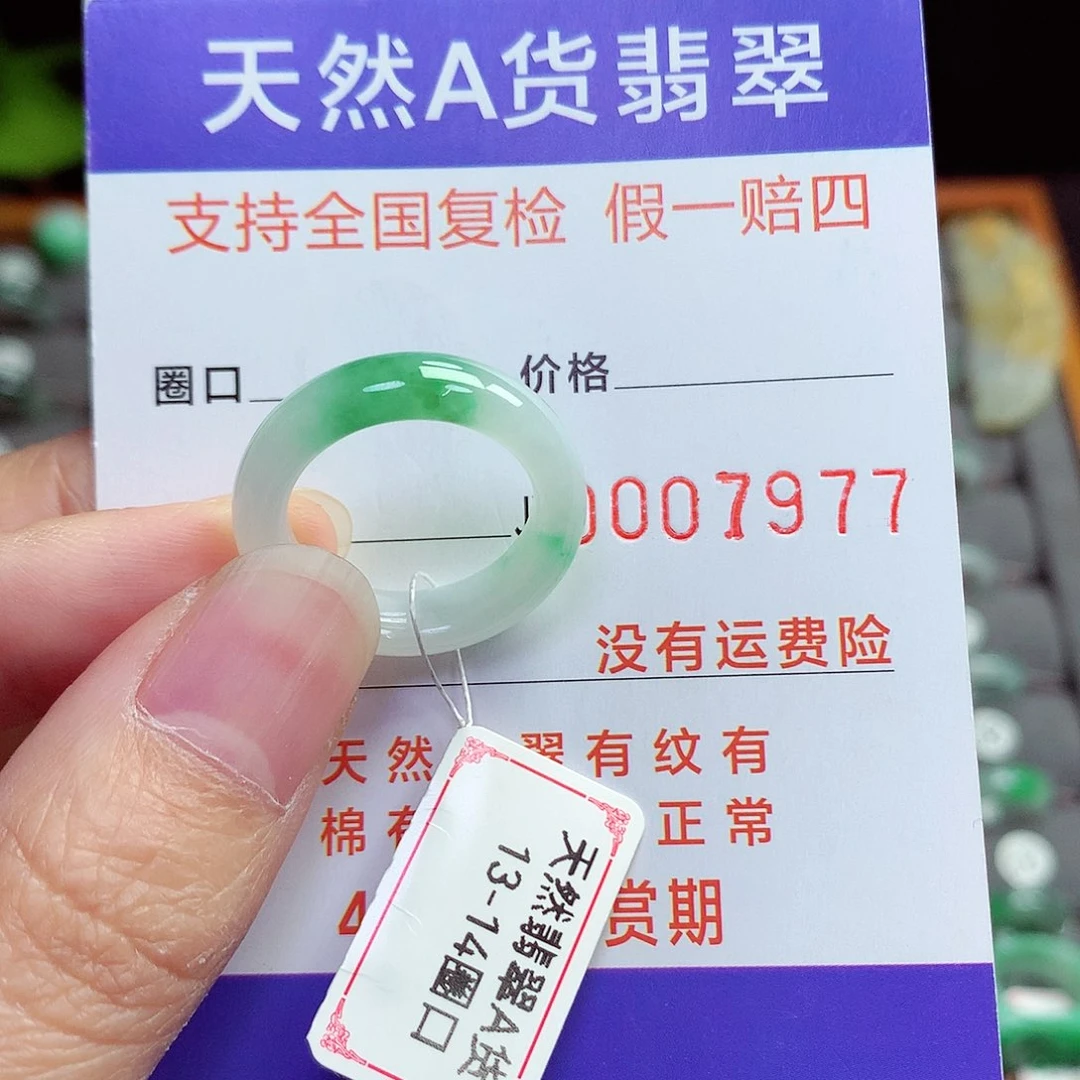 天然A货翡翠
支持全国复检 假一赔四
圈口 价格
0007977
没有运费险
天然 翠有纹有
棉有 正常
4 赏期
天然翡翠A货
13-14圈口